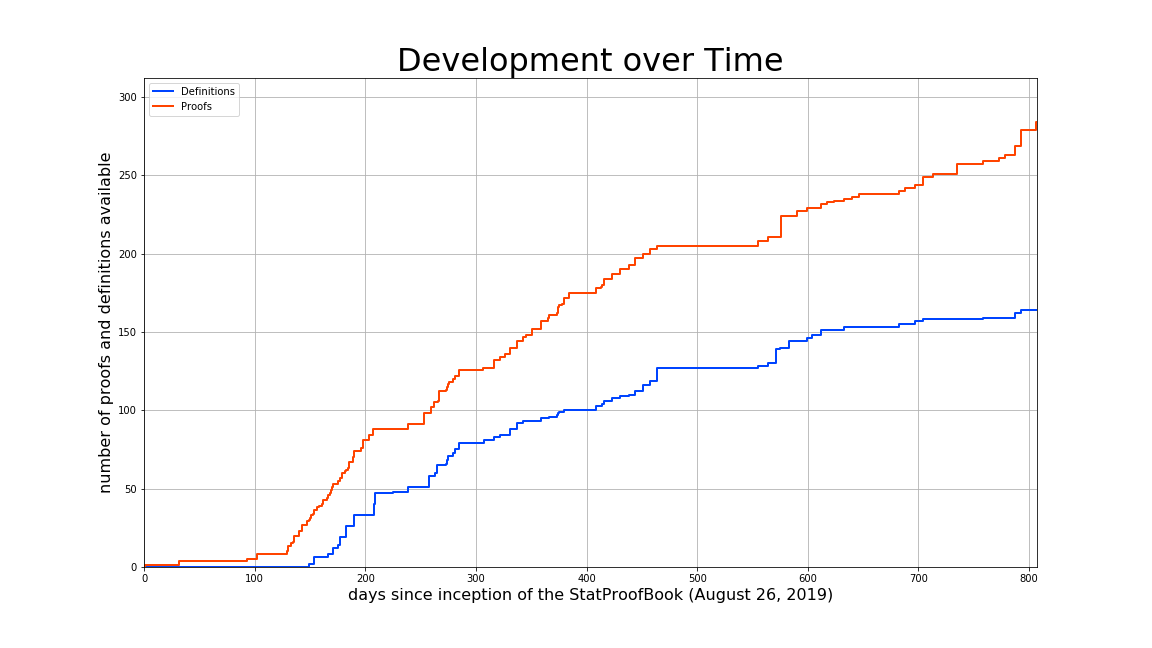 Development over Time
Definitions
Proofs
number of proofs and definitions available
300
250
200
150
100
50
0
0 100 200 300 400 500 600 700 800
days since inception of the StatProofBook (August 26, 2019)